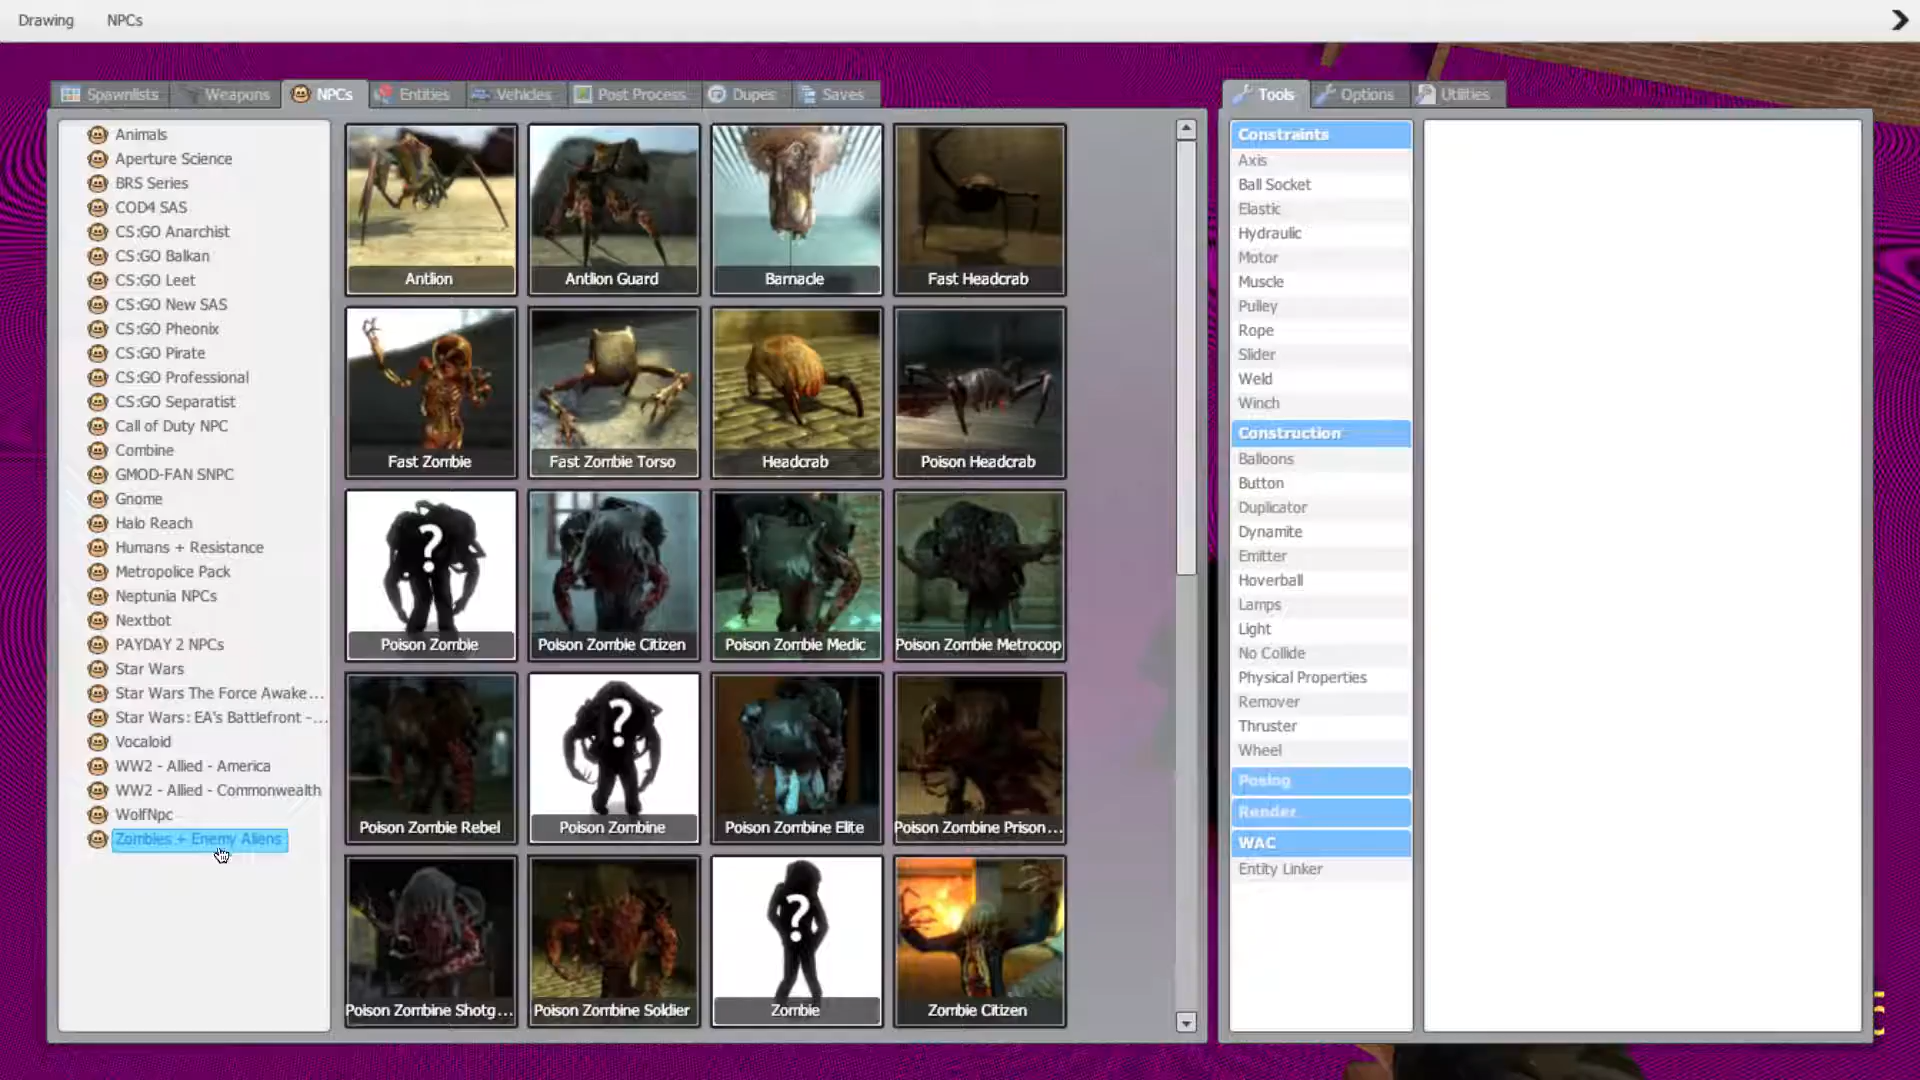 Drawing NPCs
Spawnlists Weapons NPCs Entities Vehicles Post Process Dupes Saves
Tools Options Utilities
Animals
Aperture Science
BRS Series
COD4 SAS
CS:GO Anarchist
CS:GO Balkan
CS:GO Leet
CS:GO New SAS
CS:GO Pheonix
CS:GO Pirate
CS:GO Professional
CS:GO Separatist
Call of Duty NPC
Combine
GMOD-FAN SNPC
Gnome
Halo Reach
Humans + Resistance
Metropolice Pack
Neptunia NPCs
Nextbot
PAYDAY 2 NPCs
Star Wars
Star Wars The Force Awake...
Star Wars: EA's Battlefront -...
Vocaloid
WW2 - Allied - America
WW2 - Allied - Commonwealth
WolfNpc
Zombies + Enemy Aliens
Antlion Antlion Guard Barnacle Fast Headcrab
Fast Zombie Fast Zombie Torso Headcrab Poison Headcrab
?
Poison Zombie Poison Zombie Citizen Poison Zombie Medic Poison Zombie Metrocop
?
Poison Zombie Rebel Poison Zombine Poison Zombine Elite Poison Zombine Prison...
?
Poison Zombine Shotg... Poison Zombine Soldier Zombie Zombie Citizen
Constraints
Axis
Ball Socket
Elastic
Hydraulic
Motor
Muscle
Pulley
Rope
Slider
Weld
Winch
Construction
Balloons
Button
Duplicator
Dynamite
Emitter
Hoverball
Lamps
Light
No Collide
Physical Properties
Remover
Thruster
Wheel
Posing
Render
WAC
Entity Linker